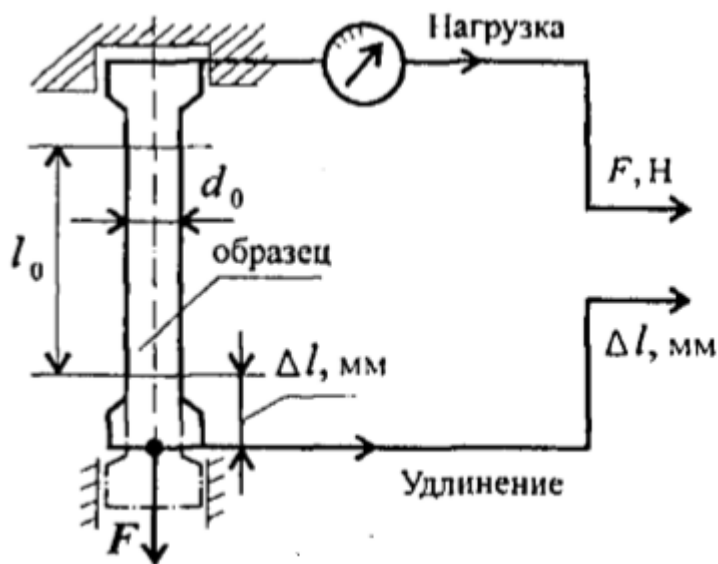 Нагрузка
F, Н
d₀
l₀
образец
Δl, мм
Δl, мм
Удлинение
F